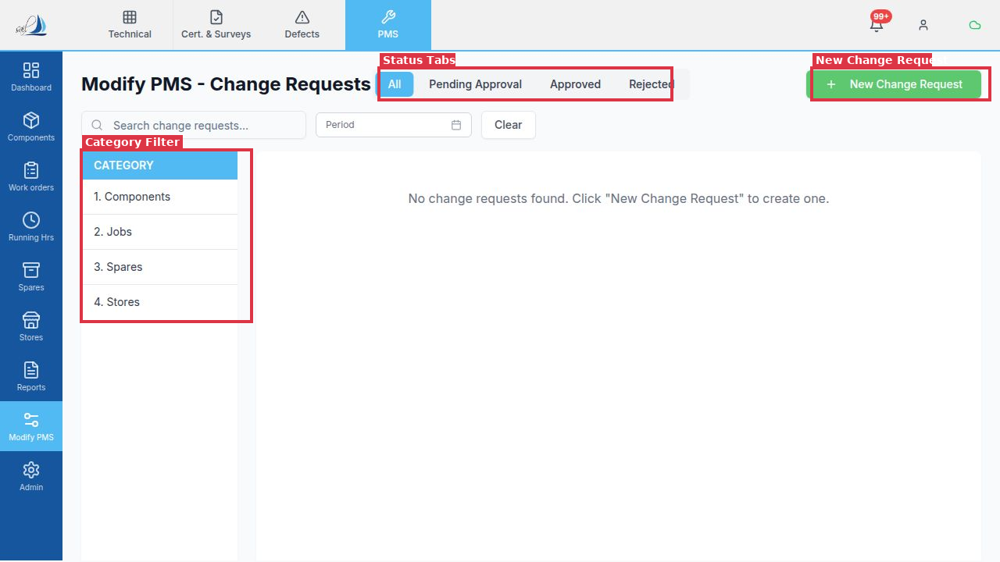 sail
Technical
Cert. & Surveys
Defects
PMS
99+
Status Tabs
New Change Request
Modify PMS - Change Requests
All
Pending Approval
Approved
Rejected
+ New Change Request
Search change requests...
Period
Clear
Category Filter
CATEGORY
1. Components
2. Jobs
3. Spares
4. Stores
No change requests found. Click "New Change Request" to create one.
Dashboard
Components
Work orders
Running Hrs
Spares
Stores
Reports
Modify PMS
Admin